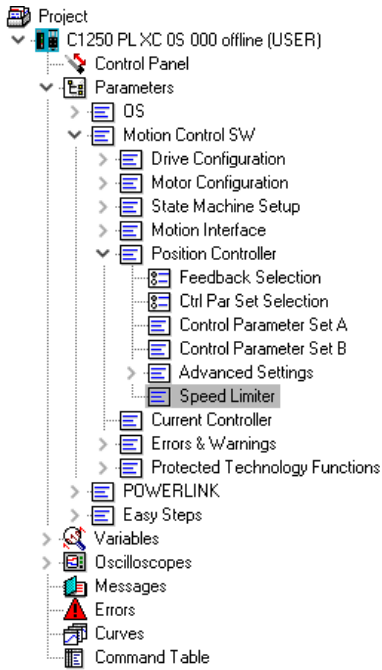 Project
C1250 PL XC 0S 000 offline (USER)
Control Panel
Parameters
OS
Motion Control SW
Drive Configuration
Motor Configuration
State Machine Setup
Motion Interface
Position Controller
Feedback Selection
Ctrl Par Set Selection
Control Parameter Set A
Control Parameter Set B
Advanced Settings
Speed Limiter
Current Controller
Errors & Warnings
Protected Technology Functions
POWERLINK
Easy Steps
Variables
Oscilloscopes
Messages
Errors
Curves
Command Table